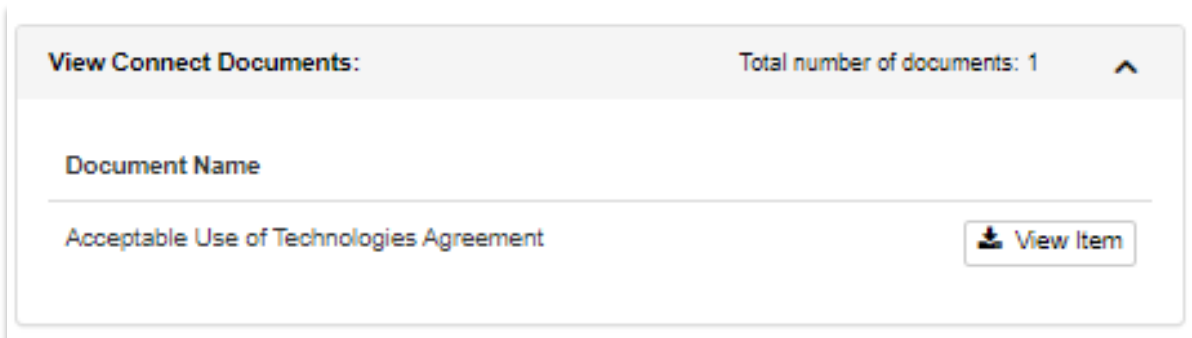 View Connect Documents: Total number of documents: 1
Document Name
Acceptable Use of Technologies Agreement View Item